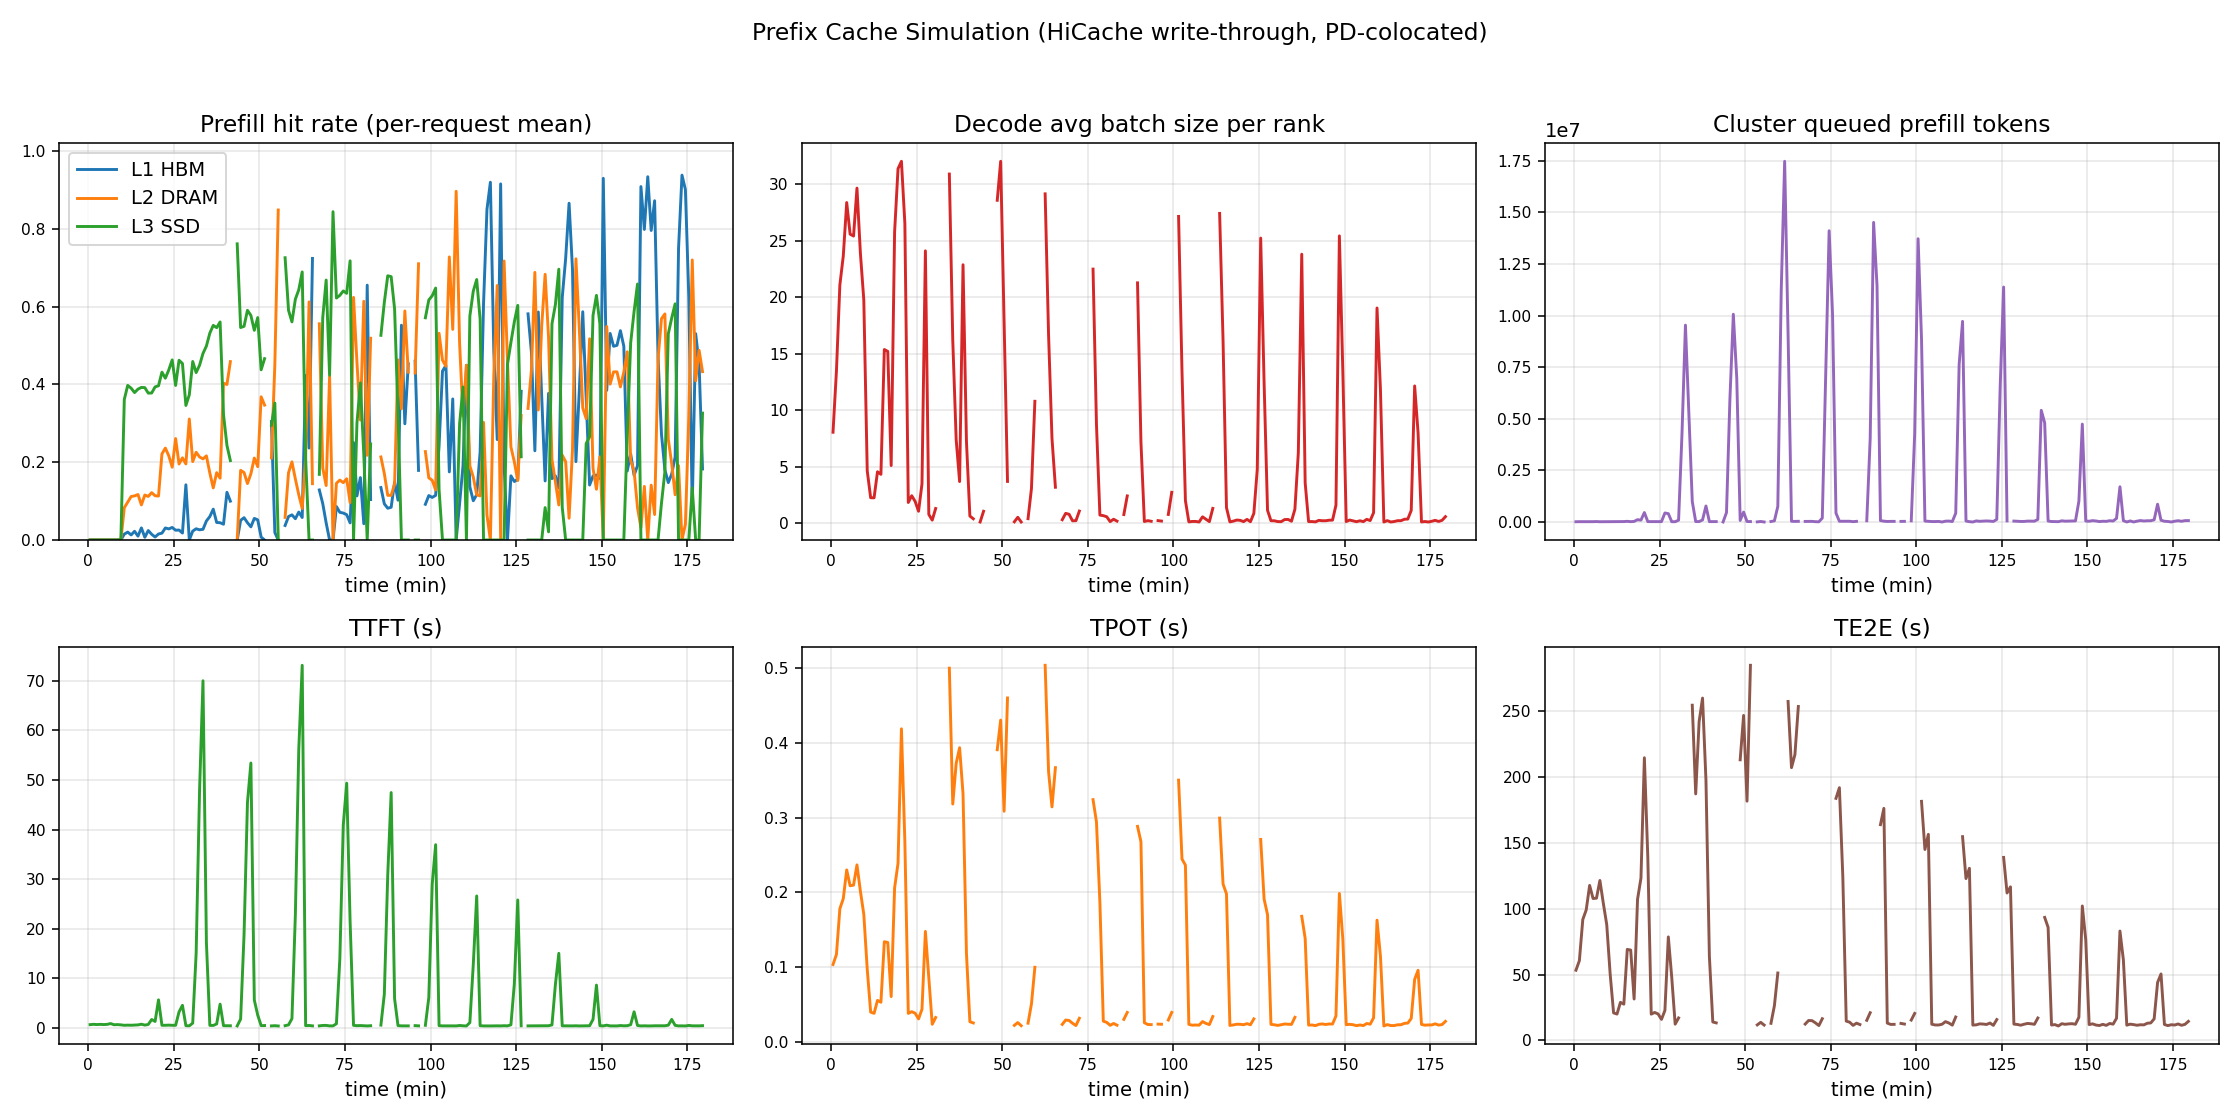 Prefix Cache Simulation (HiCache write-through, PD-colocated)
Prefill hit rate (per-request mean)
1.0
0.8
0.6
0.4
0.2
0.0
L1 HBM
L2 DRAM
L3 SSD
0 25 50 75 100 125 150 175
time (min)
Decode avg batch size per rank
30
25
20
15
10
5
0
0 25 50 75 100 125 150 175
time (min)
Cluster queued prefill tokens
1e7
1.75
1.50
1.25
1.00
0.75
0.50
0.25
0.00
0 25 50 75 100 125 150 175
time (min)
TTFT (s)
70
60
50
40
30
20
10
0
0 25 50 75 100 125 150 175
time (min)
TPOT (s)
0.5
0.4
0.3
0.2
0.1
0.0
0 25 50 75 100 125 150 175
time (min)
TE2E (s)
250
200
150
100
50
0
0 25 50 75 100 125 150 175
time (min)